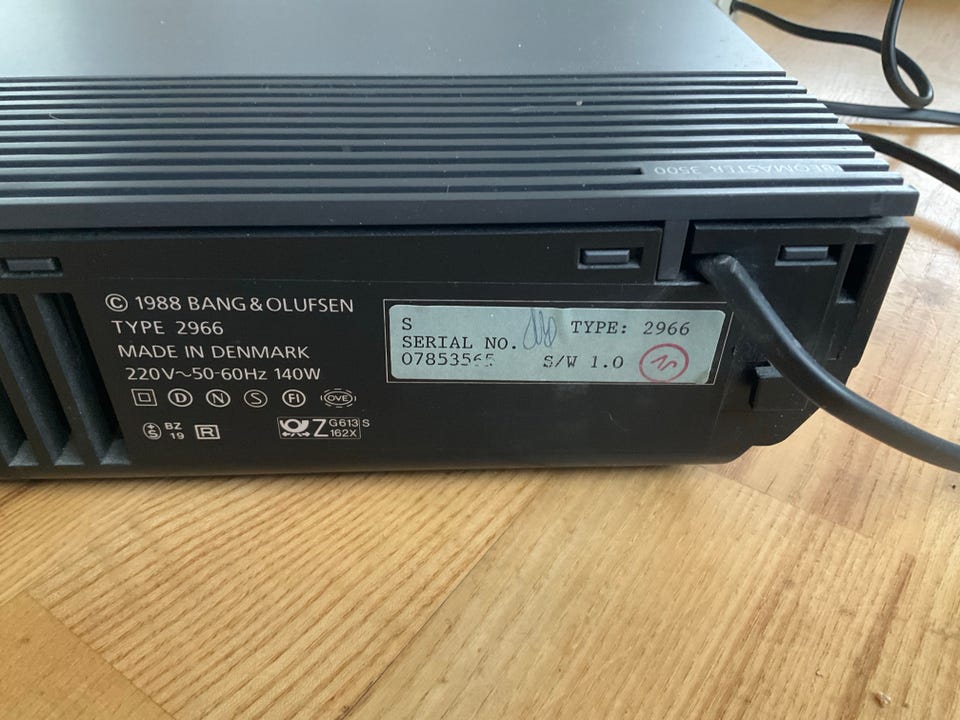 BEOMASTER 3500
© 1988 BANG & OLUFSEN
TYPE 2966
MADE IN DENMARK
220V~50-60Hz 140W
D N S FI OVE
S BZ 19 R
Z G613 S
162X
S TYPE: 2966
SERIAL NO.
S/W 1.0